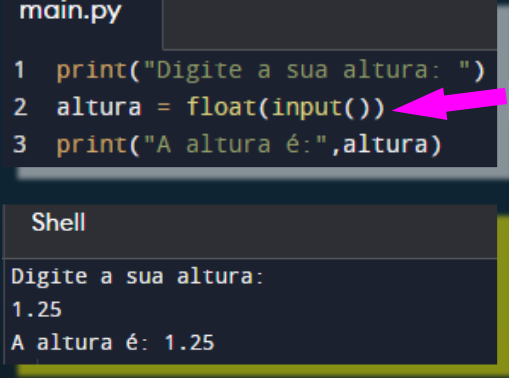 main.py
1 print("Digite a sua altura: ")
2 altura = float(input())
3 print("A altura é:",altura)
Shell
Digite a sua altura:
1.25
A altura é: 1.25